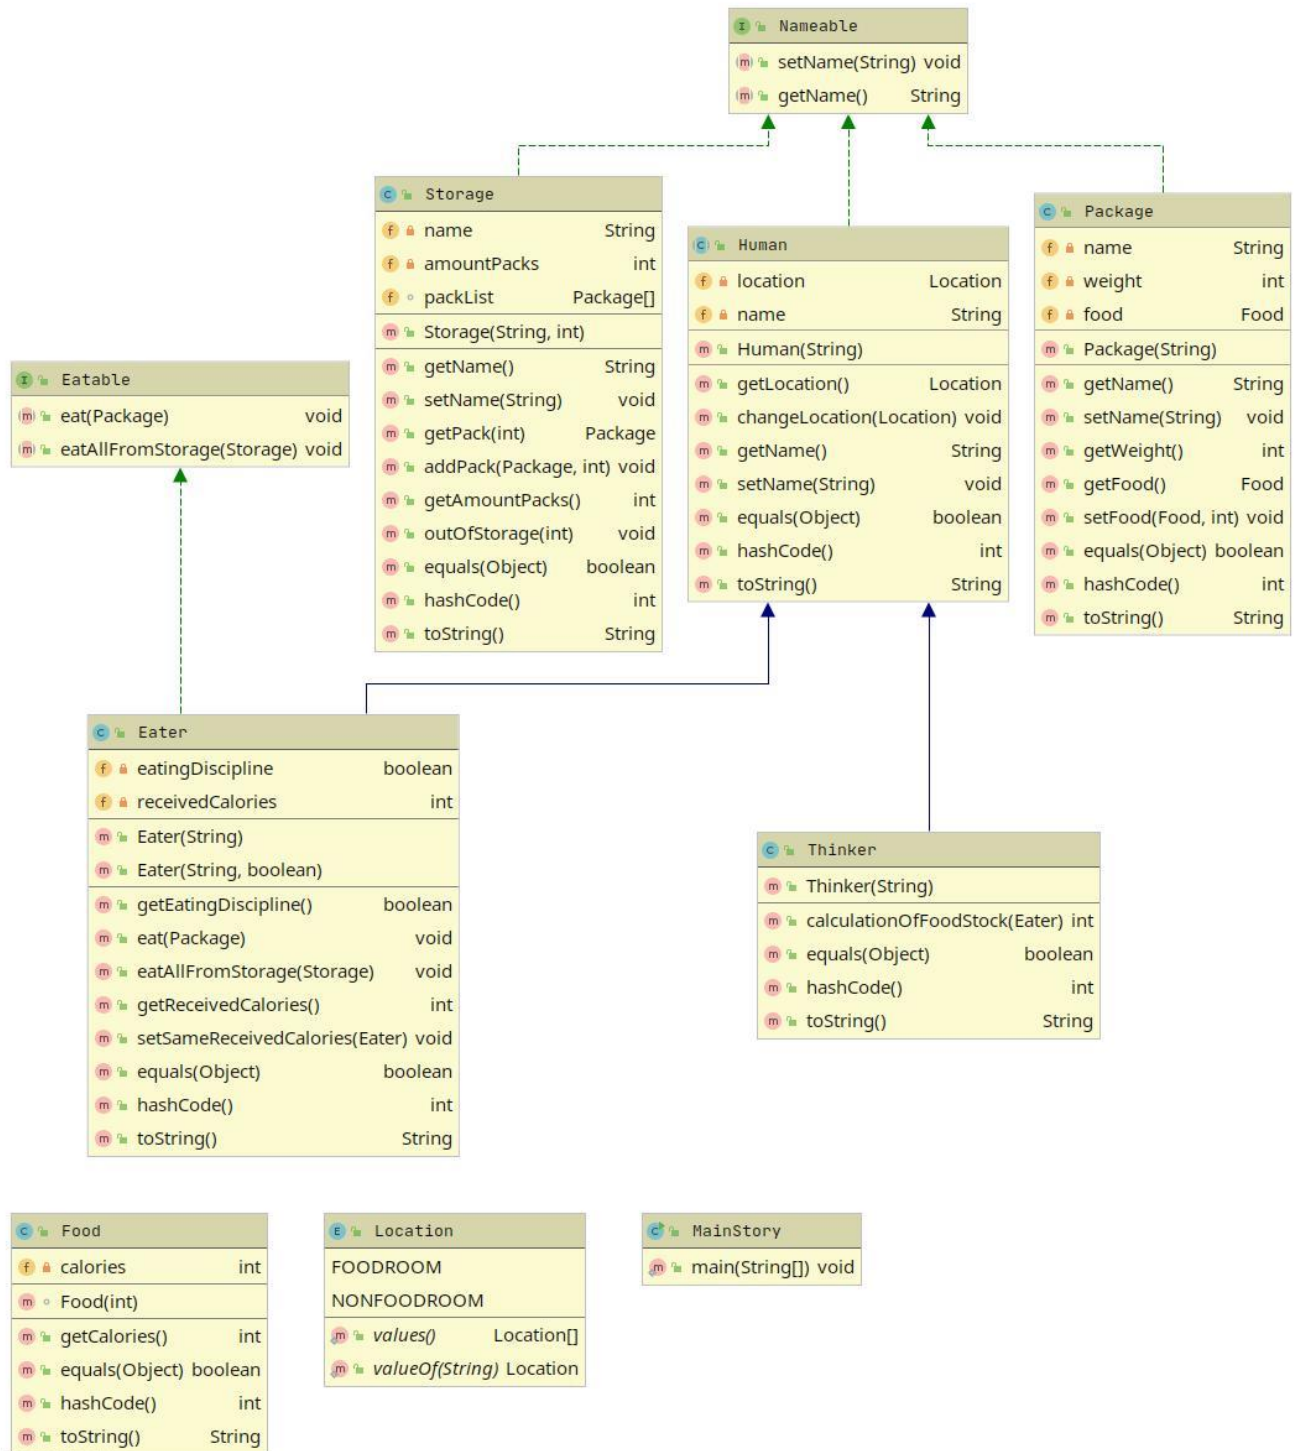 Nameable
setName(String) void
getName() String
Storage
name String
amountPacks int
packList Package[]
Storage(String, int)
getName() String
setName(String) void
getPack(int) Package
addPack(Package, int) void
getAmountPacks() int
outOfStorage(int) void
equals(Object) boolean
hashCode() int
toString() String
Human
location Location
name String
Human(String)
getLocation() Location
changeLocation(Location) void
getName() String
setName(String) void
equals(Object) boolean
hashCode() int
toString() String
Package
name String
weight int
food Food
Package(String)
getName() String
setName(String) void
getWeight() int
getFood() Food
setFood(Food, int) void
equals(Object) boolean
hashCode() int
toString() String
Eatable
eat(Package) void
eatAllFromStorage(Storage) void
Eater
eatingDiscipline boolean
receivedCalories int
Eater(String)
Eater(String, boolean)
getEatingDiscipline() boolean
eat(Package) void
eatAllFromStorage(Storage) void
getReceivedCalories() int
setSameReceivedCalories(Eater) void
equals(Object) boolean
hashCode() int
toString() String
Thinker
Thinker(String)
calculationOfFoodStock(Eater) int
equals(Object) boolean
hashCode() int
toString() String
Food
calories int
Food(int)
getCalories() int
equals(Object) boolean
hashCode() int
toString() String
Location
FOODROOM
NONFOODROOM
values() Location[]
valueOf(String) Location
MainStory
main(String[]) void